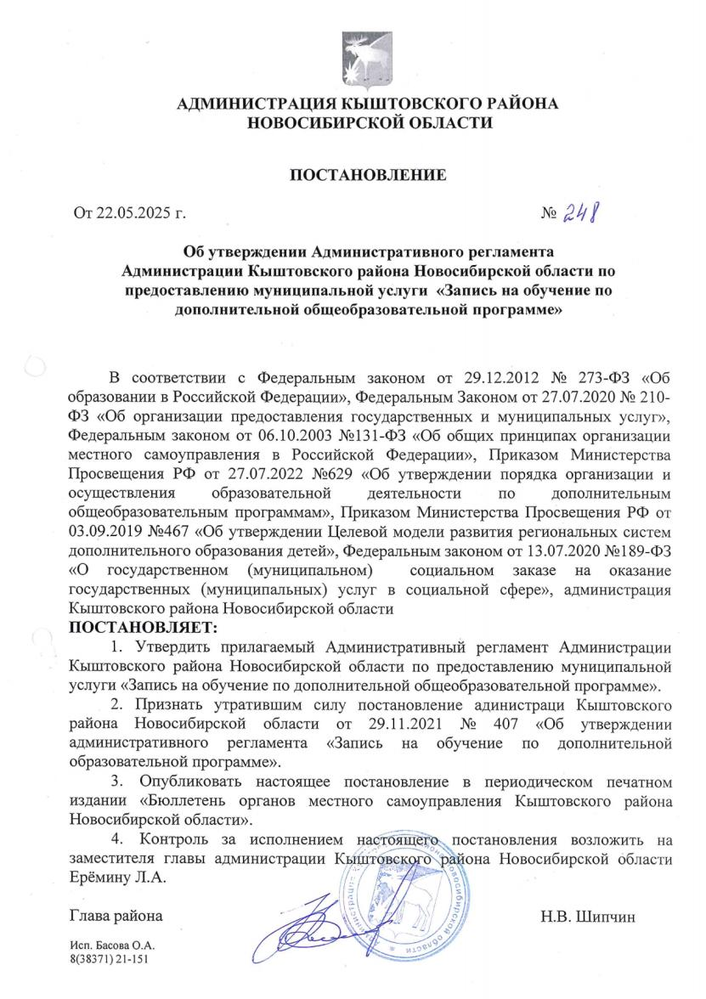 АДМИНИСТРАЦИЯ КЫШТОВСКОГО РАЙОНА
НОВОСИБИРСКОЙ ОБЛАСТИ
ПОСТАНОВЛЕНИЕ
От 22.05.2025 г. № 248
Об утверждении Административного регламента
Администрации Кыштовского района Новосибирской области по
предоставлению муниципальной услуги «Запись на обучение по
дополнительной общеобразовательной программе»
В соответствии с Федеральным законом от 29.12.2012 № 273-ФЗ «Об
образовании в Российской Федерации», Федеральным Законом от 27.07.2020 № 210-
ФЗ «Об организации предоставления государственных и муниципальных услуг»,
Федеральным законом от 06.10.2003 №131-ФЗ «Об общих принципах организации
местного самоуправления в Российской Федерации», Приказом Министерства
Просвещения РФ от 27.07.2022 №629 «Об утверждении порядка организации и
осуществления образовательной деятельности по дополнительным
общеобразовательным программам», Приказом Министерства Просвещения РФ от
03.09.2019 №467 «Об утверждении Целевой модели развития региональных систем
дополнительного образования детей», Федеральным законом от 13.07.2020 №189-ФЗ
«О государственном (муниципальном) социальном заказе на оказание
государственных (муниципальных) услуг в социальной сфере», администрация
Кыштовского района Новосибирской области
ПОСТАНОВЛЯЕТ:
1. Утвердить прилагаемый Административный регламент Администрации
Кыштовского района Новосибирской области по предоставлению муниципальной
услуги «Запись на обучение по дополнительной общеобразовательной программе».
2. Признать утратившим силу постановление адинистраци Кыштовского
района Новосибирской области от 29.11.2021 № 407 «Об утверждении
административного регламента «Запись на обучение по дополнительной
образовательной программе».
3. Опубликовать настоящее постановление в периодическом печатном
издании «Бюллетень органов местного самоуправления Кыштовского района
Новосибирской области».
4. Контроль за исполнением настоящего постановления возложить на
заместителя главы администрации Кыштовского района Новосибирской области
Ерёмину Л.А.
Глава района Н.В. Шипчин
Исп. Басова О.А.
8(38371) 21-151